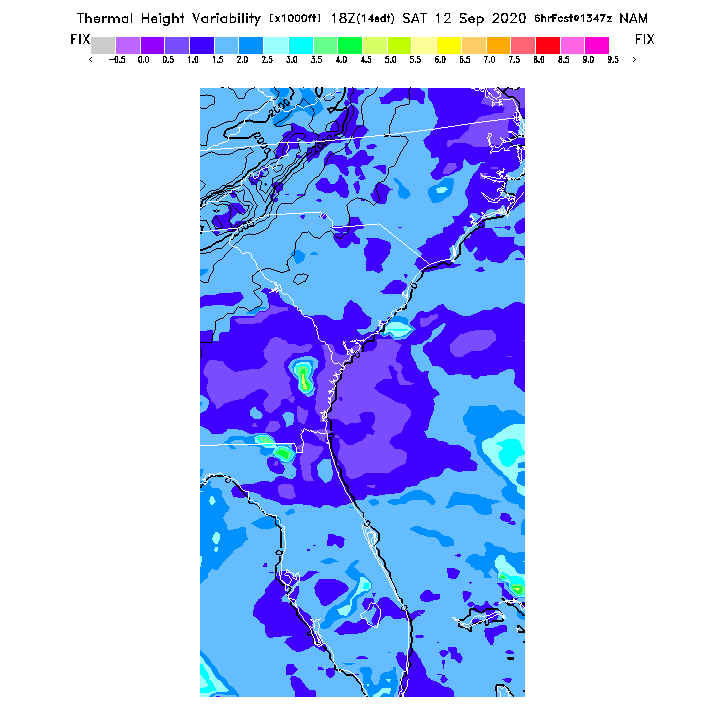 Thermal Height Variability [x1000ft] 18Z(14edt) SAT 12 Sep 2020 6hrFcst@1347z NAM
FIX FIX
< -0.5 0.0 0.5 1.0 1.5 2.0 2.5 3.0 3.5 4.0 4.5 5.0 5.5 6.0 6.5 7.0 7.5 8.0 8.5 9.0 9.5 >
2000
2000